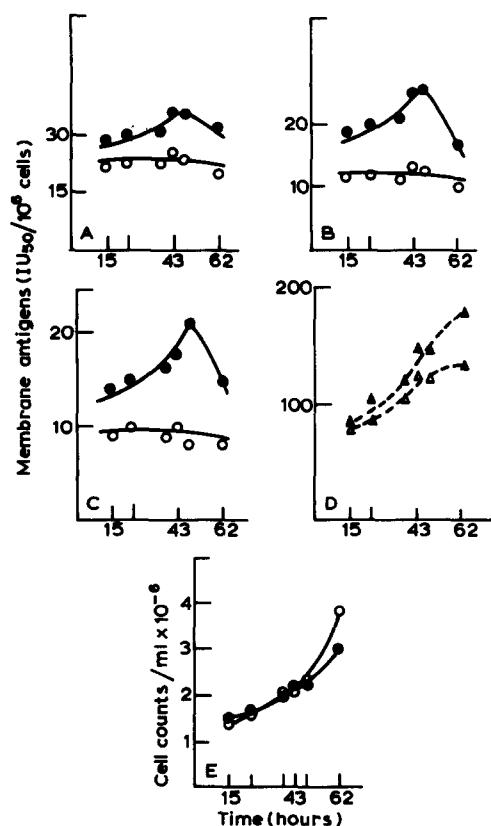 Membrane antigens (IU50/10⁶ cells)
30
15
A
15 43 62
20
10
B
15 43 62
20
10
C
15 43 62
200
100
D
15 43 62
Cell counts/ml x 10⁻⁶
4
3
2
1
E
15 43 62
Time (hours)